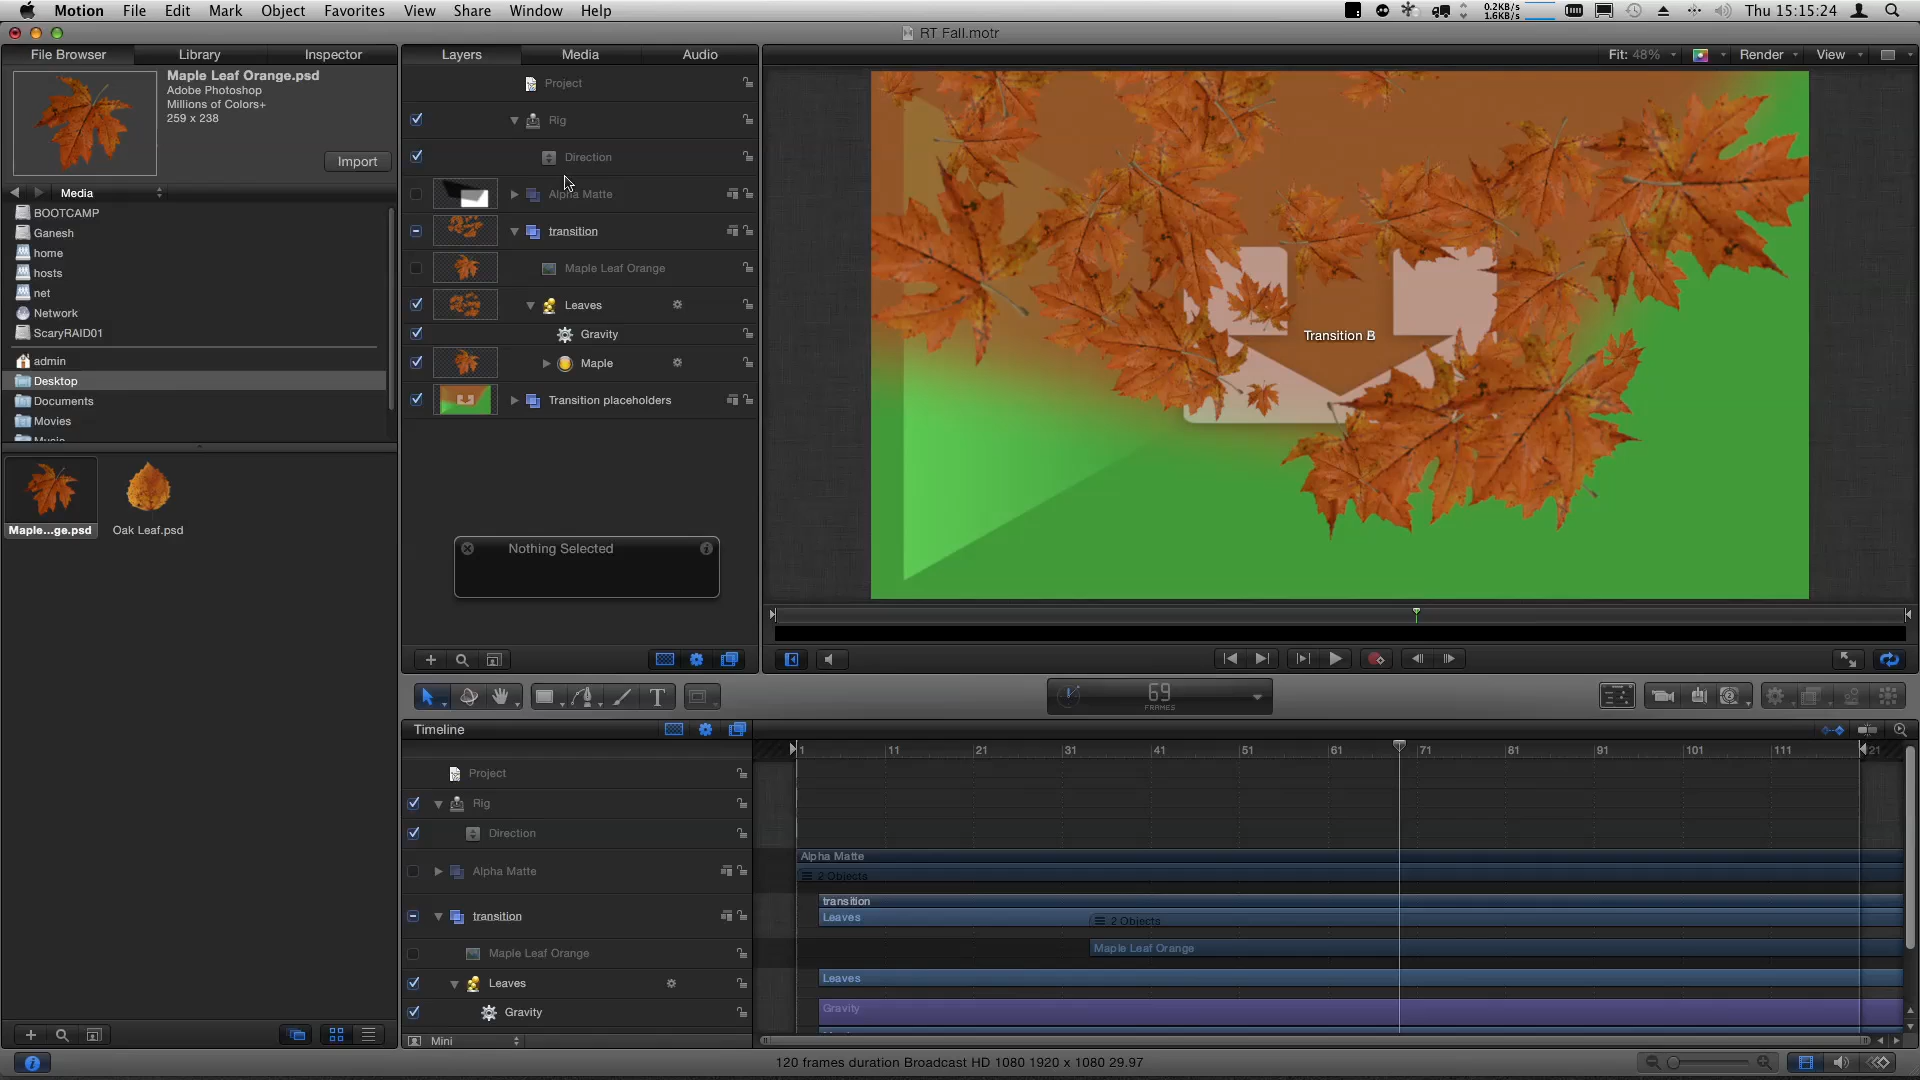 Motion File Edit Mark Object Favorites View Share Window Help
0.2KB/s
1.6KB/s
Thu 15:15:24
RT Fall.motr
File Browser Library Inspector
Maple Leaf Orange.psd
Adobe Photoshop
Millions of Colors+
259 x 238
Import
Media
BOOTCAMP
Ganesh
home
hosts
net
Network
ScaryRAID01
admin
Desktop
Documents
Movies
Music
Maple...ge.psd
Oak Leaf.psd
Layers Media Audio
Project
Rig
Direction
Alpha Matte
transition
Maple Leaf Orange
Leaves
Gravity
Maple
Transition placeholders
Nothing Selected
Fit: 48% Render View
Transition B
T
69
FRAMES
Timeline
1 11 21 31 41 51 61 71 81 91 101 111 121
Project
Rig
Direction
Alpha Matte
transition
Maple Leaf Orange
Leaves
Gravity
Alpha Matte
2 Objects
transition
Leaves
2 Objects
Maple Leaf Orange
Leaves
Gravity
Mini
120 frames duration Broadcast HD 1080 1920 x 1080 29.97